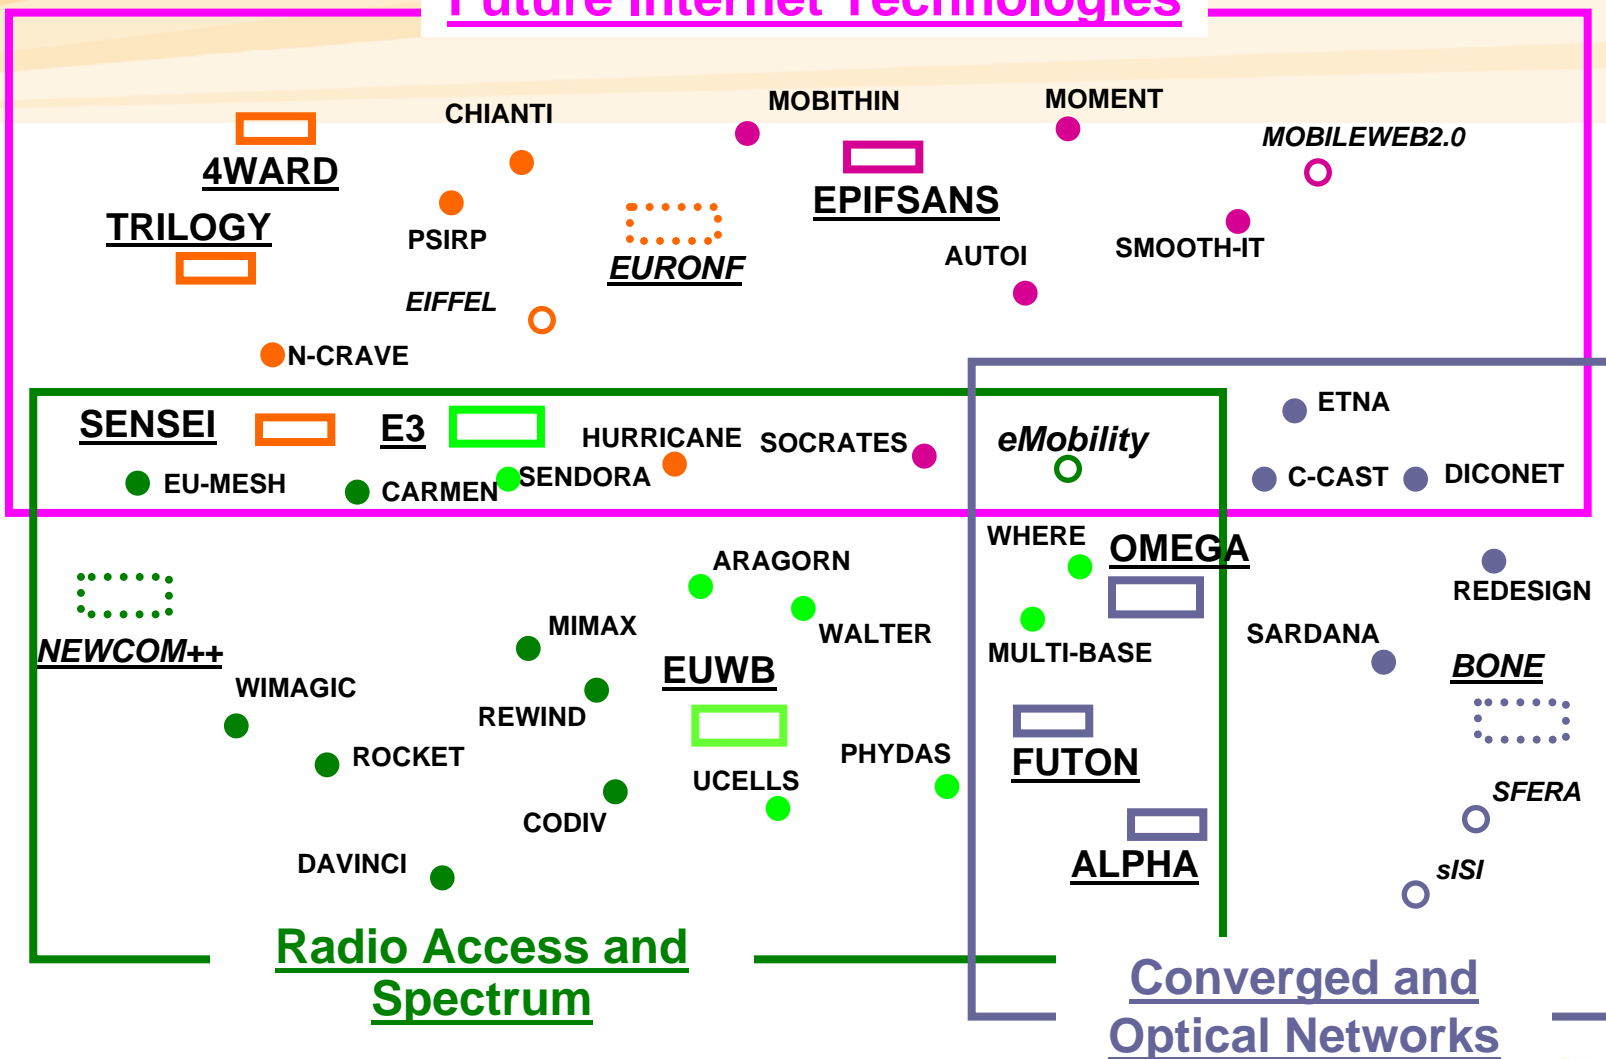 Future Internet Technologies
CHIANTI
MOBITHIN
MOMENT
MOBILEWEB2.0
4WARD
EPIFSANS
TRILOGY
PSIRP
EURONF
AUTOI
SMOOTH-IT
EIFFEL
N-CRAVE
SENSEI
E3
HURRICANE
SOCRATES
eMobility
ETNA
EU-MESH
CARMEN
SENDORA
C-CAST
DICONET
WHERE
OMEGA
ARAGORN
REDESIGN
MIMAX
WALTER
SARDANA
NEWCOM++
MULTI-BASE
BONE
WIMAGIC
EUWB
REWIND
ROCKET
PHYDAS
FUTON
UCELLS
SFERA
CODIV
DAVINCI
ALPHA
sISI
Radio Access and
Spectrum
Converged and
Optical Networks